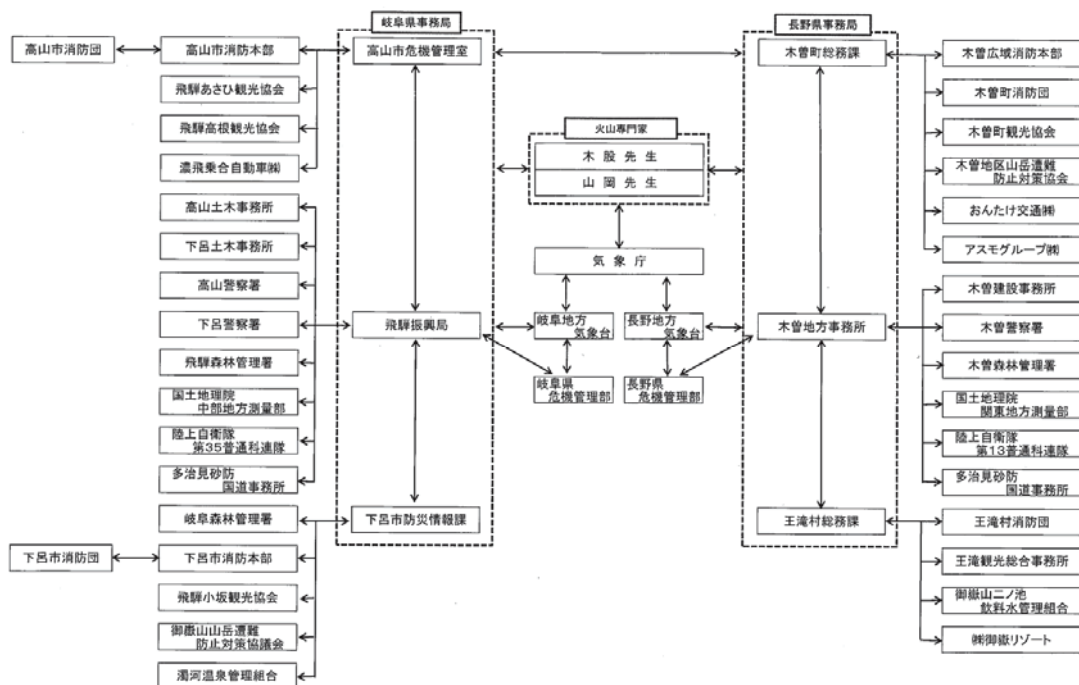 岐阜県事務局
長野県事務局
高山市消防団
高山市消防本部
高山市危機管理室
木曽町総務課
木曽広域消防本部
飛騨あさひ観光協会
木曽町消防団
飛騨高根観光協会
火山専門家
木曽町観光協会
濃飛乗合自動車㈱
木股先生
山岡先生
木曽地区山岳遭難
防止対策協会
高山土木事務所
おんたけ交通㈱
下呂土木事務所
気象庁
アスモグループ㈱
高山警察署
木曽建設事務所
下呂警察署
飛騨振興局
岐阜地方
気象台
長野地方
気象台
木曽地方事務所
木曽警察署
飛騨森林管理署
岐阜県
危機管理部
長野県
危機管理部
木曽森林管理署
国土地理院
中部地方測量部
国土地理院
関東地方測量部
陸上自衛隊
第35普通科連隊
陸上自衛隊
第13普通科連隊
多治見砂防
国道事務所
多治見砂防
国道事務所
岐阜森林管理署
下呂市防災情報課
王滝村総務課
王滝村消防団
下呂市消防団
下呂市消防本部
王滝観光総合事務所
飛騨小坂観光協会
御嶽山二ノ池
飲料水管理組合
御嶽山山岳遭難
防止対策協議会
㈱御嶽リゾート
濁河温泉管理組合